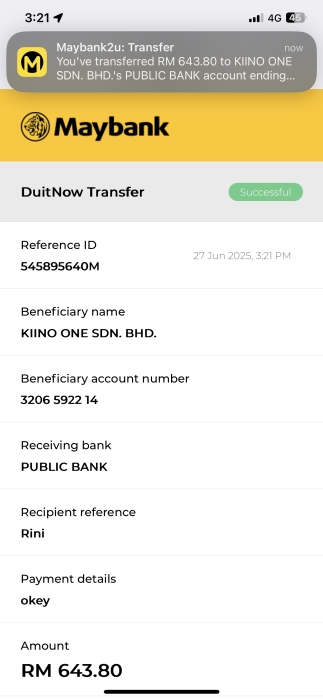 3:21
4G 45
Maybank2u: Transfer now
You've transferred RM 643.80 to KIINO ONE
SDN. BHD.'s PUBLIC BANK account ending...
Maybank
DuitNow Transfer
Successful
Reference ID
27 Jun 2025, 3:21 PM
545895640M
Beneficiary name
KIINO ONE SDN. BHD.
Beneficiary account number
3206 5922 14
Receiving bank
PUBLIC BANK
Recipient reference
Rini
Payment details
okey
Amount
RM 643.80